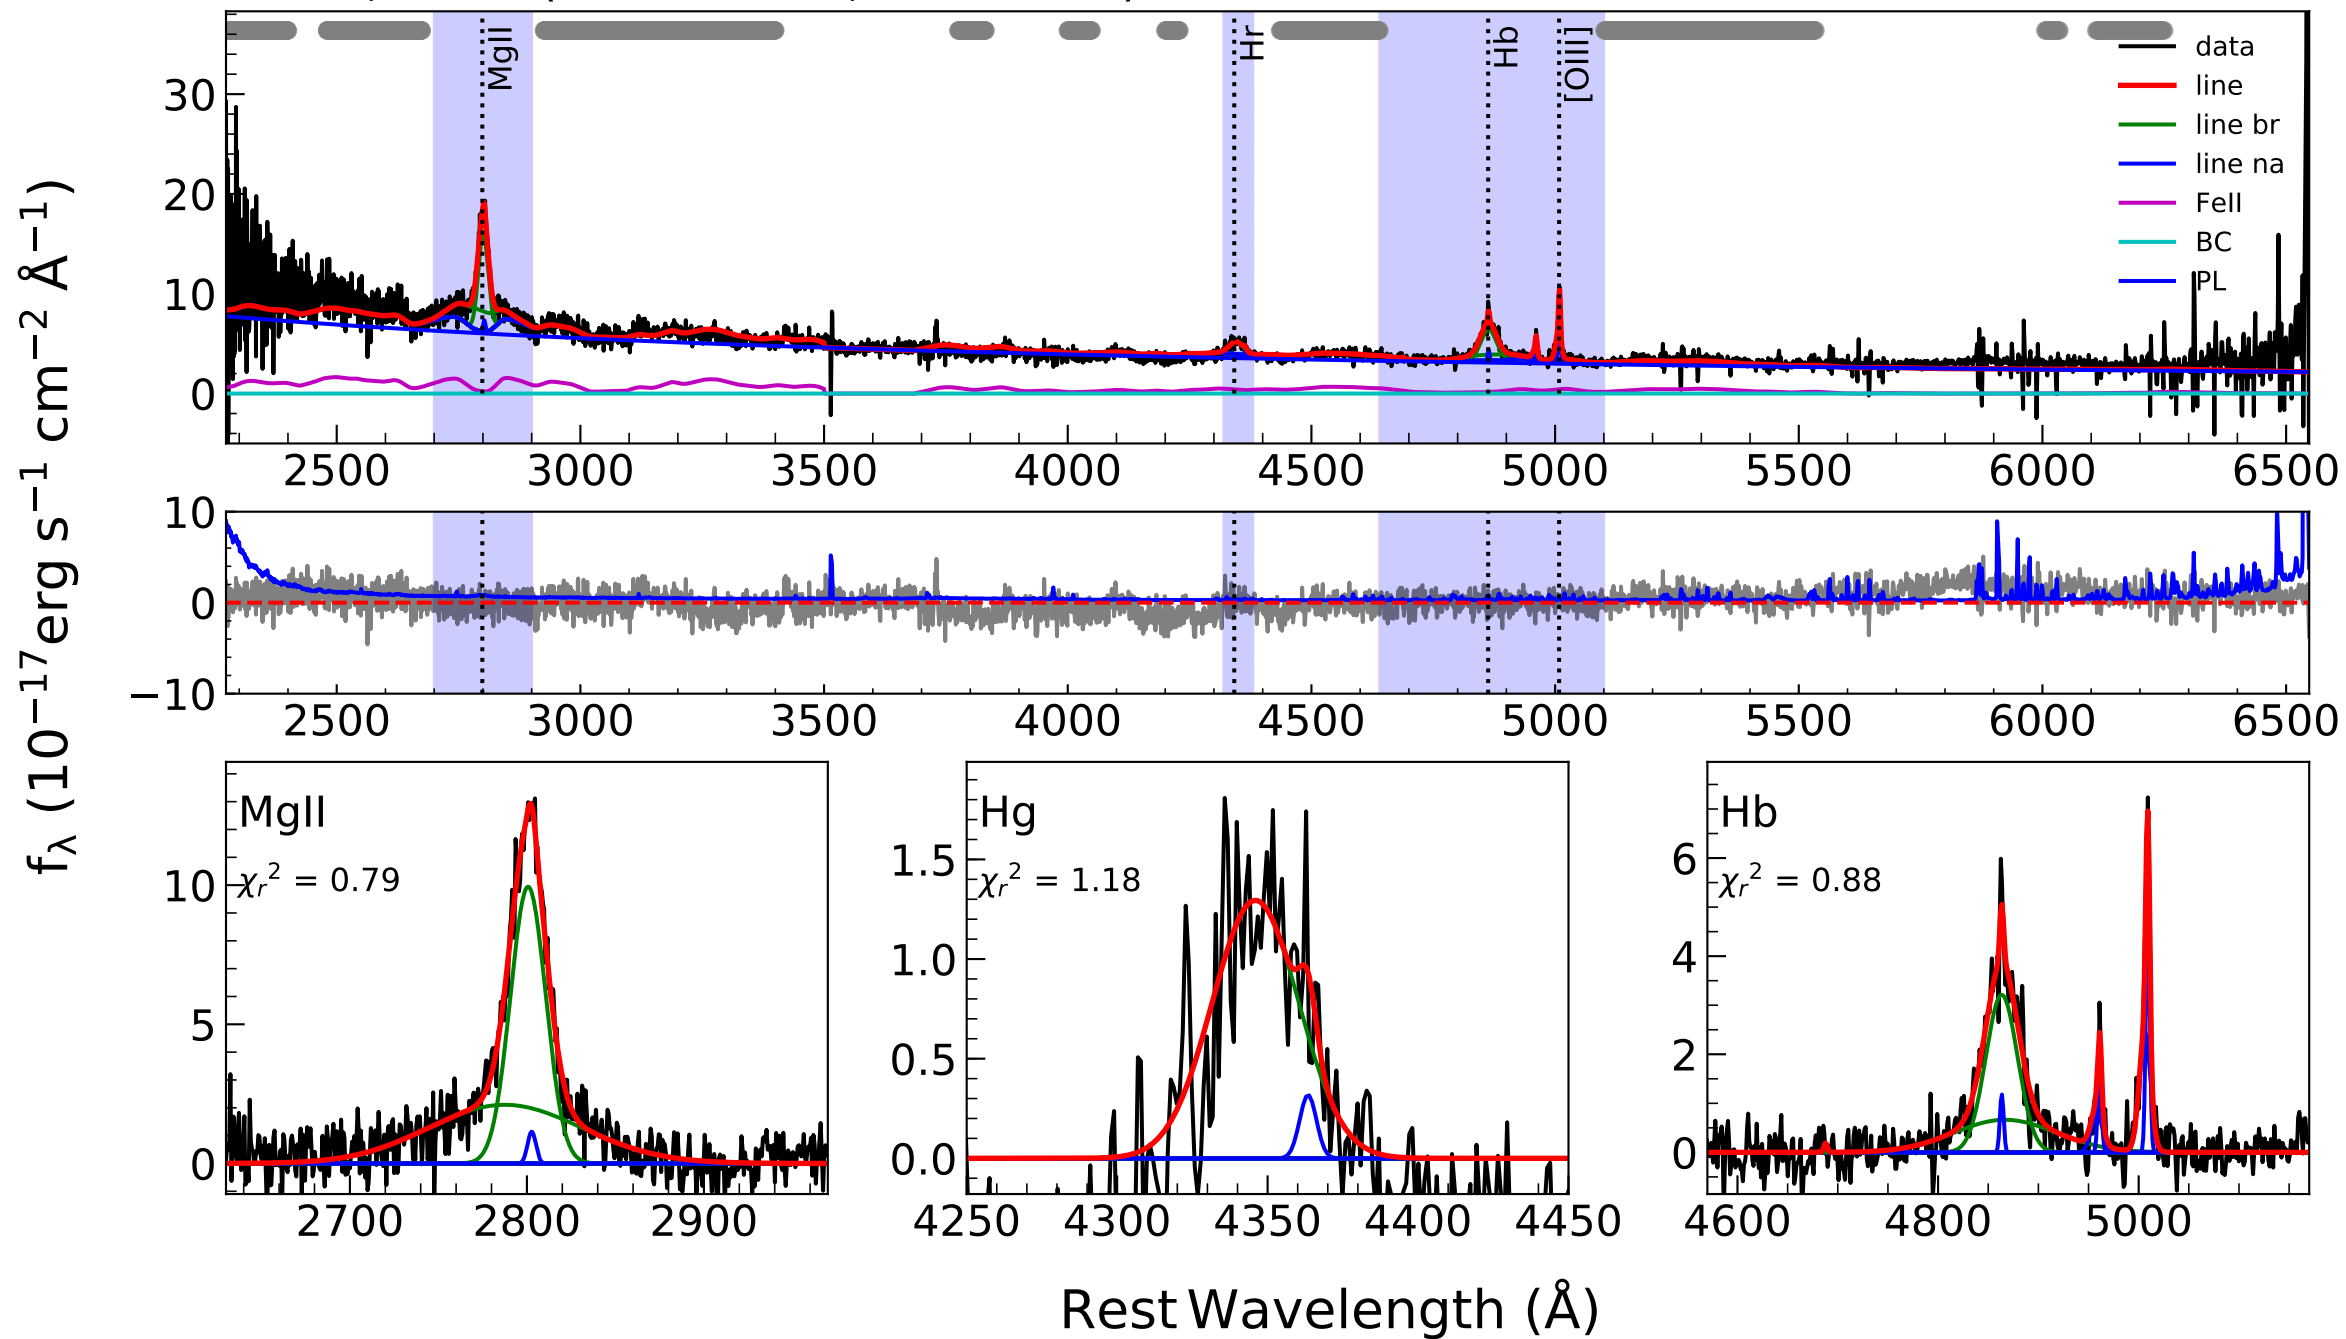 f_λ (10⁻¹⁷ erg s⁻¹ cm⁻² Å⁻¹)
30
20
10
0
MgII
Hr
Hb
[OIII]
data
line
line br
line na
FeII
BC
PL
2500 3000 3500 4000 4500 5000 5500 6000 6500
10
0
−10
2500 3000 3500 4000 4500 5000 5500 6000 6500
MgII
χᵣ² = 0.79
10
5
0
2700 2800 2900
Hg
χᵣ² = 1.18
1.5
1.0
0.5
0.0
4250 4300 4350 4400 4450
Hb
χᵣ² = 0.88
6
4
2
0
4600 4800 5000
Rest Wavelength (Å)